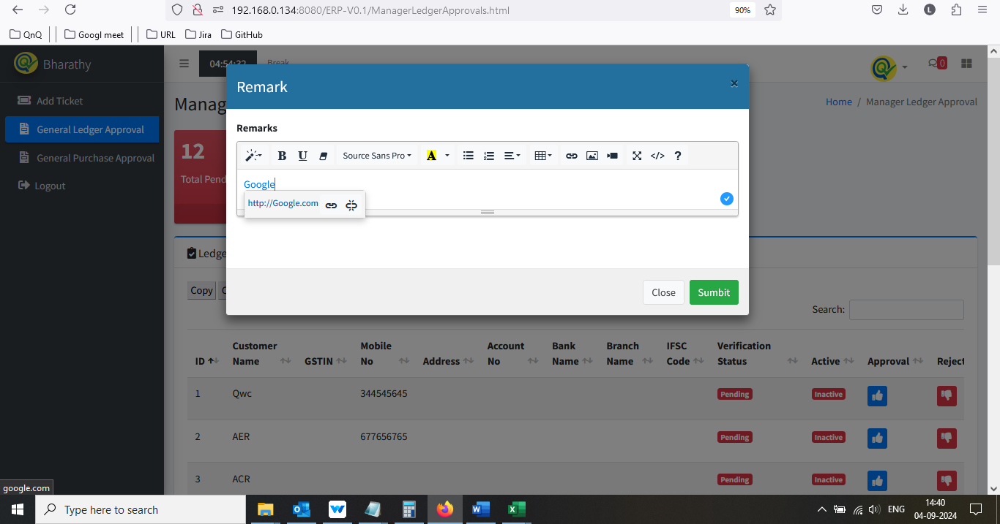 192.168.0.134:8080/ERP-V0.1/ManagerLedgerApprovals.html
90%
L
QnQ
Googl meet
URL
Jira
GitHub
Bharathy
04:54:32
Break
0
Add Ticket
General Ledger Approval
General Purchase Approval
Logout
Home / Manager Ledger Approval
12
Total Pend
Remark
×
Remarks
B U Source Sans Pro A </> ?
Google
http://Google.com
Close
Sumbit
Ledge
Copy
Search:
ID Customer Name GSTIN Mobile No Address Account No Bank Name Branch Name IFSC Code Verification Status Active Approval Reject
1 Qwc 344545645 Pending Inactive
2 AER 677656765 Pending Inactive
3 ACR Pending Inactive
google.com
Type here to search
ENG
14:40
04-09-2024